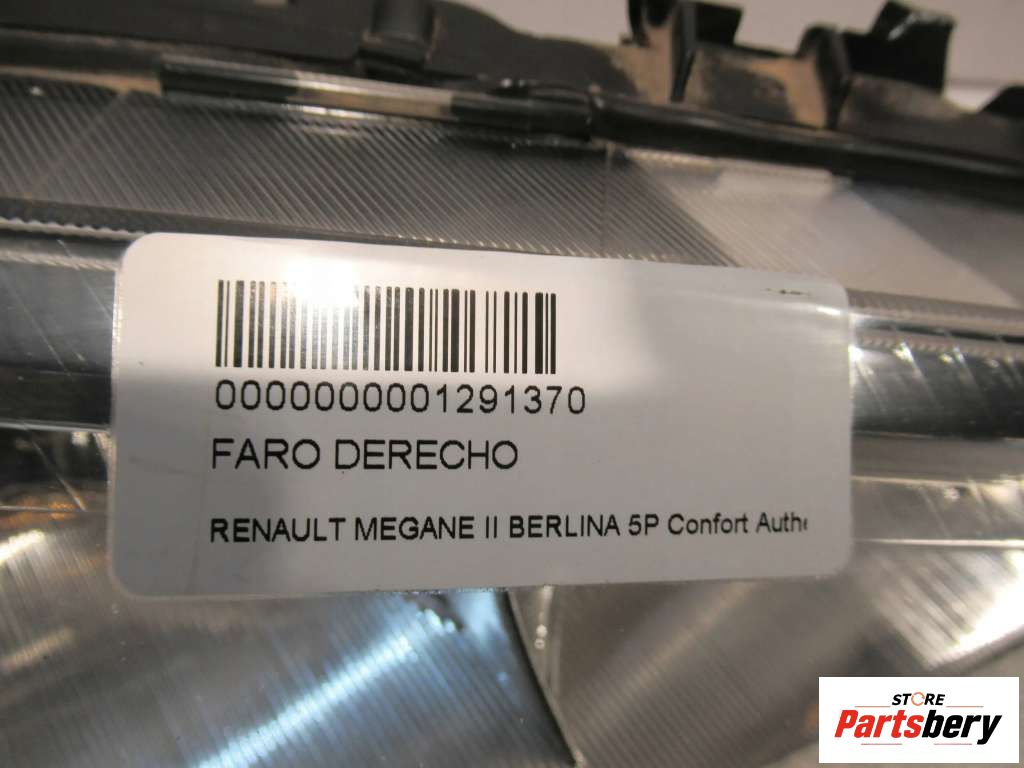 0000000001291370
FARO DERECHO
RENAULT MEGANE II BERLINA 5P Confort
STORE
Partsbery